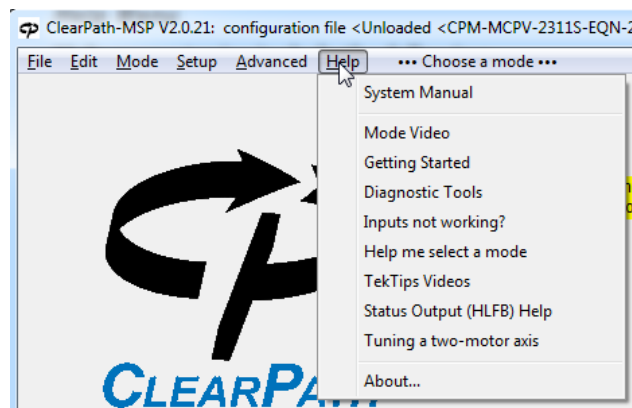 ClearPath-MSP V2.0.21: configuration file <Unloaded <CPM-MCPV-2311S-EQN-2
File Edit Mode Setup Advanced Help ••• Choose a mode •••
System Manual
Mode Video
Getting Started
Diagnostic Tools
Inputs not working?
Help me select a mode
TekTips Videos
Status Output (HLFB) Help
Tuning a two-motor axis
About...
CLEARPATH